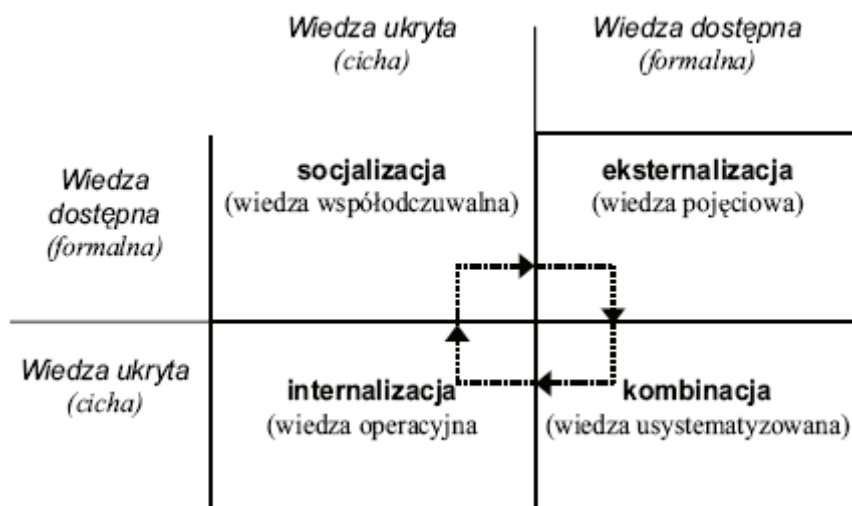 Wiedza ukryta
(cicha)
Wiedza dostępna
(formalna)
Wiedza
dostępna
(formalna)
socjalizacja
(wiedza współodczuwalna)
eksternalizacja
(wiedza pojęciowa)
Wiedza ukryta
(cicha)
internalizacja
(wiedza operacyjna
kombinacja
(wiedza usystematyzowana)